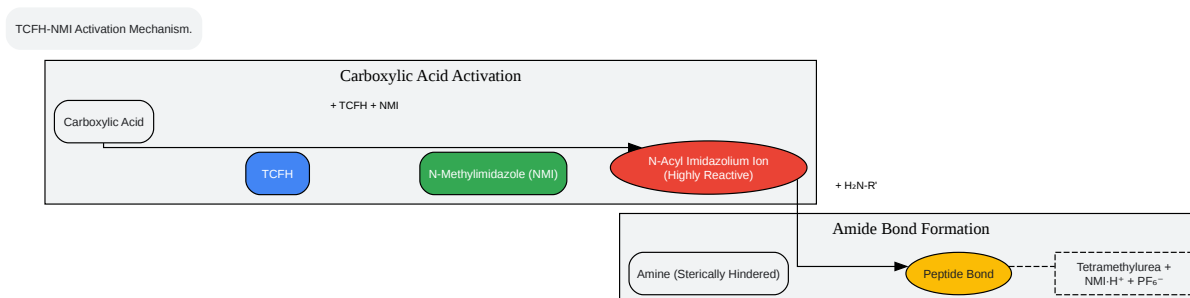 TCFH-NMI Activation Mechanism.
Carboxylic Acid Activation
+ TCFH + NMI
Carboxylic Acid
TCFH
N-Methylimidazole (NMI)
N-Acyl Imidazolium Ion
(Highly Reactive)
+ H₂N-R'
Amide Bond Formation
Amine (Sterically Hindered)
Peptide Bond
Tetramethylurea +
NMI·H⁺ + PF₆⁻